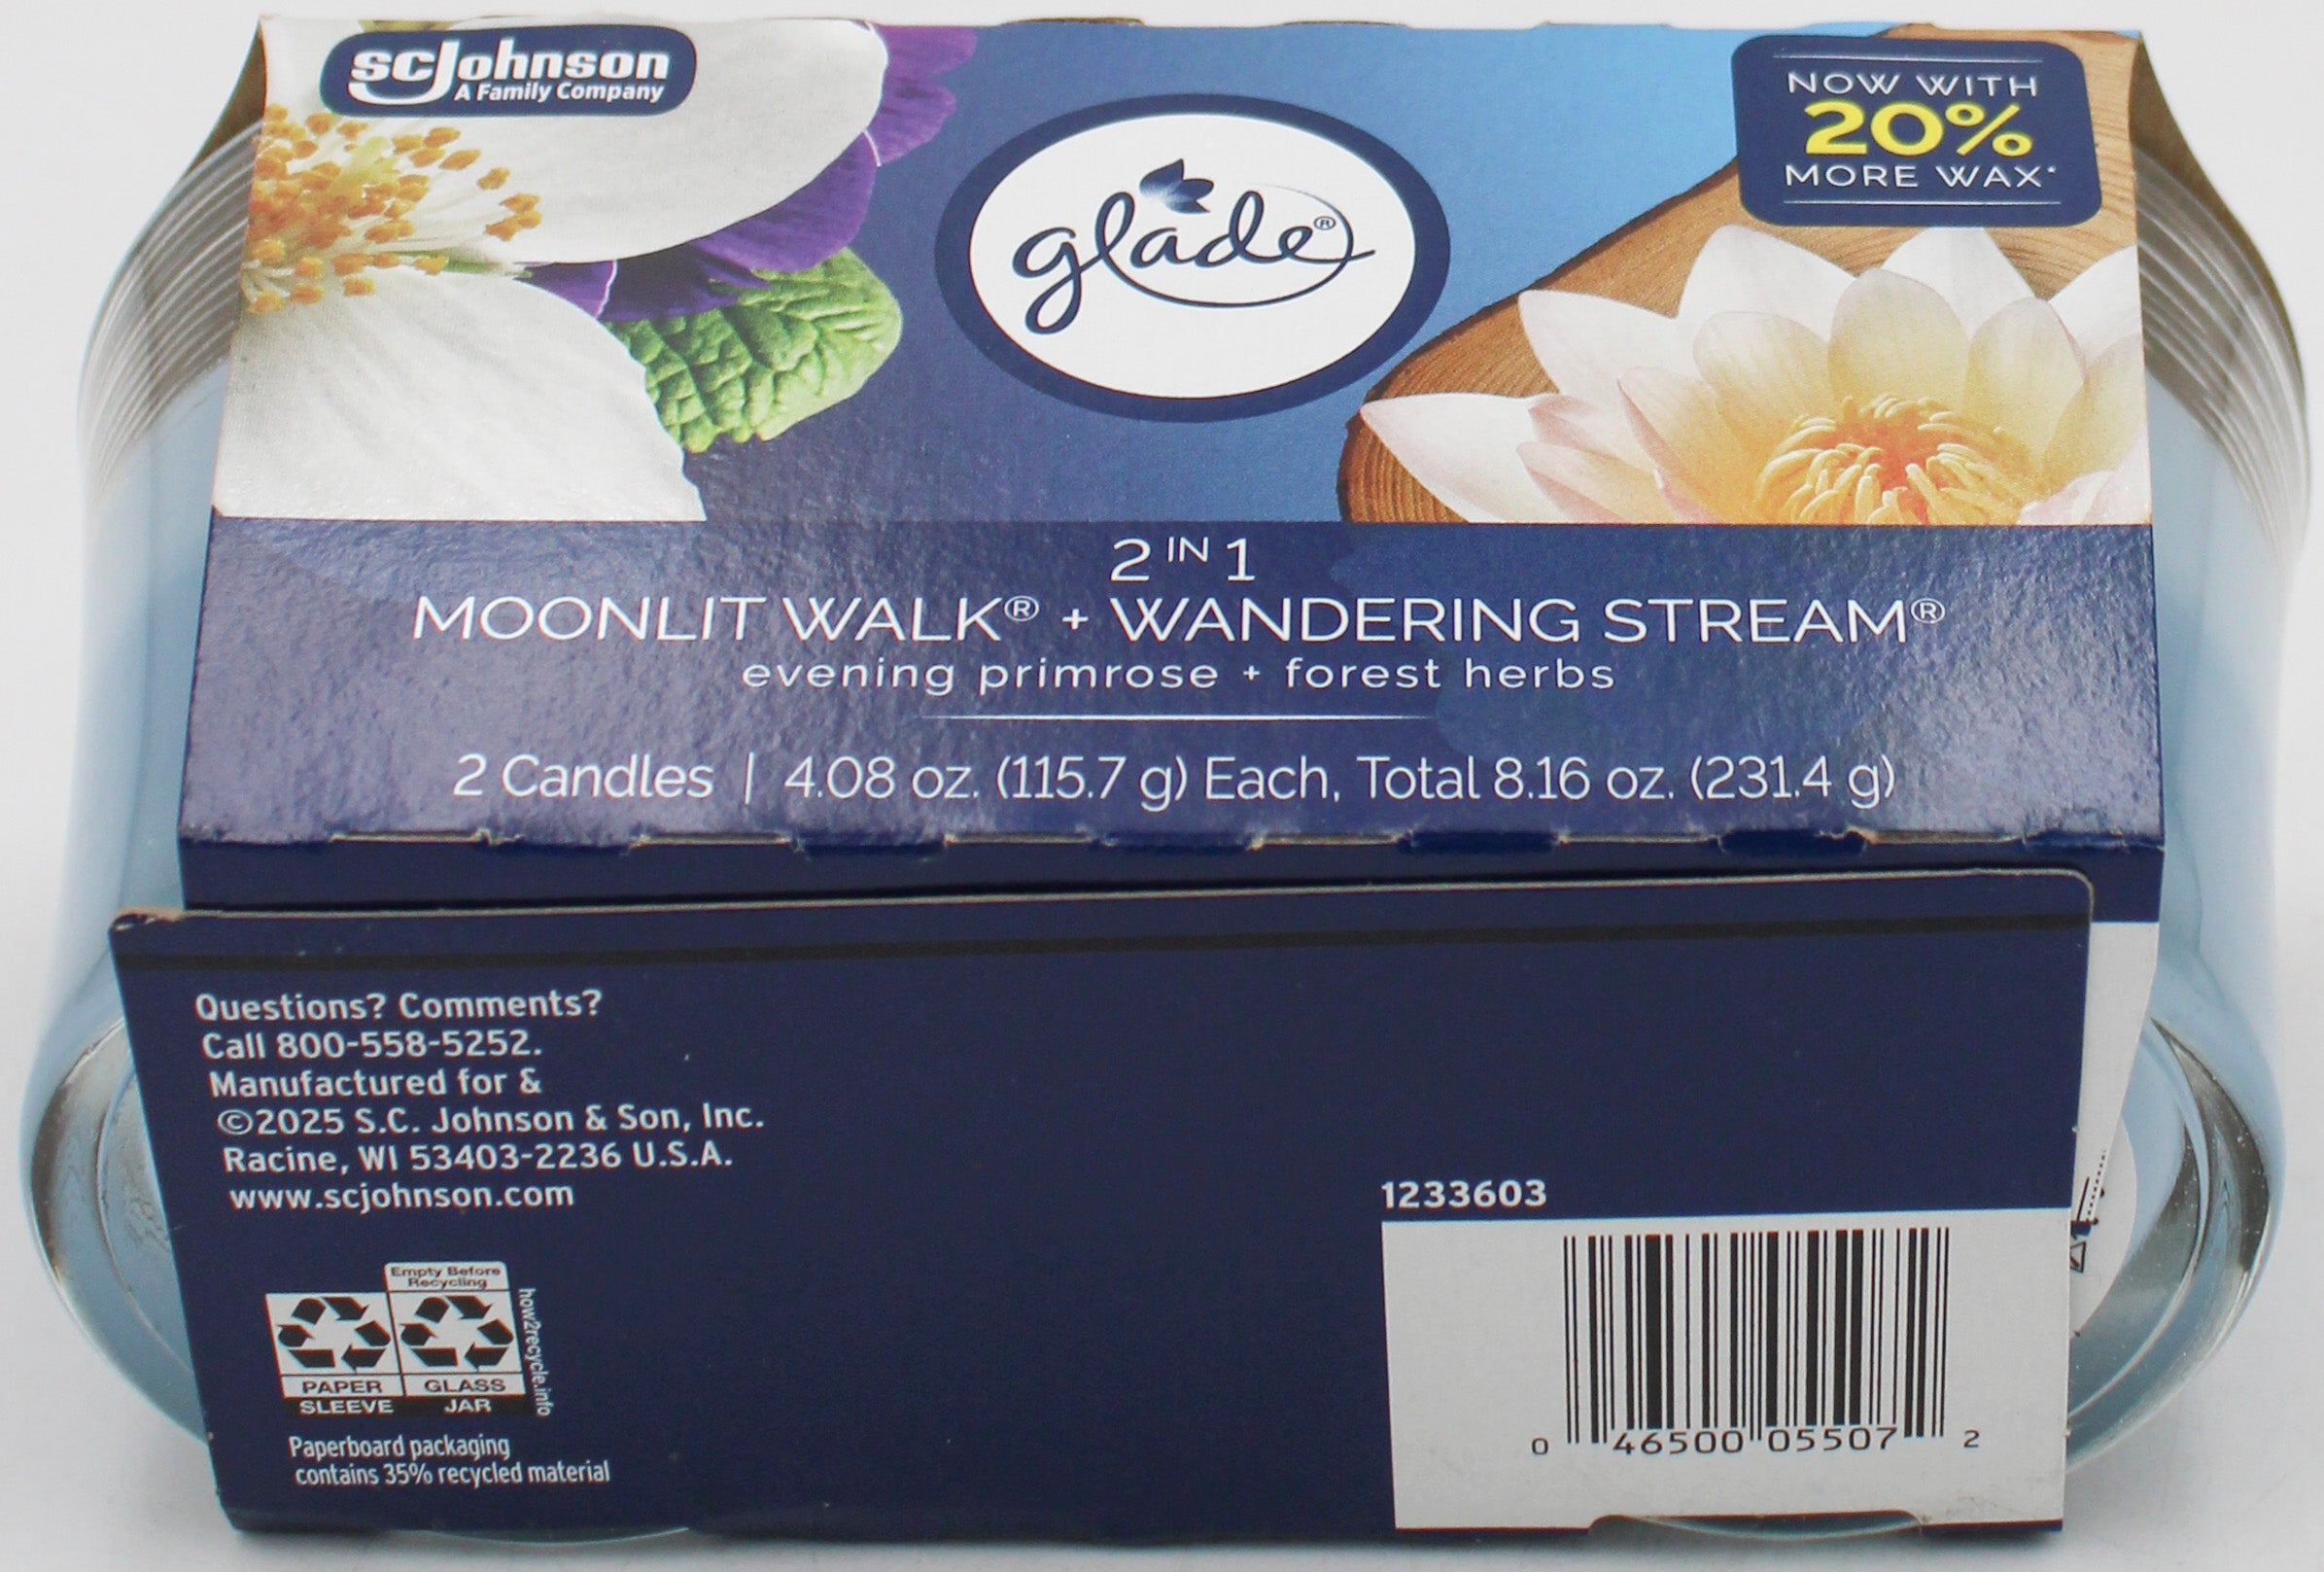 scjohnson
A Family Company
NOW WITH
20%
MORE WAX*
glade®
2 IN 1
MOONLIT WALK® + WANDERING STREAM®
evening primrose + forest herbs
2 Candles | 4.08 oz. (115.7 g) Each, Total 8.16 oz. (231.4 g)
Questions? Comments?
Call 800-558-5252.
Manufactured for &
©2025 S.C. Johnson & Son, Inc.
Racine, WI 53403-2236 U.S.A.
www.scjohnson.com
Empty Before
Recycling
PAPER
SLEEVE
GLASS
JAR
how2recycle.info
Paperboard packaging
contains 35% recycled material
1233603
0 46500 05507 2